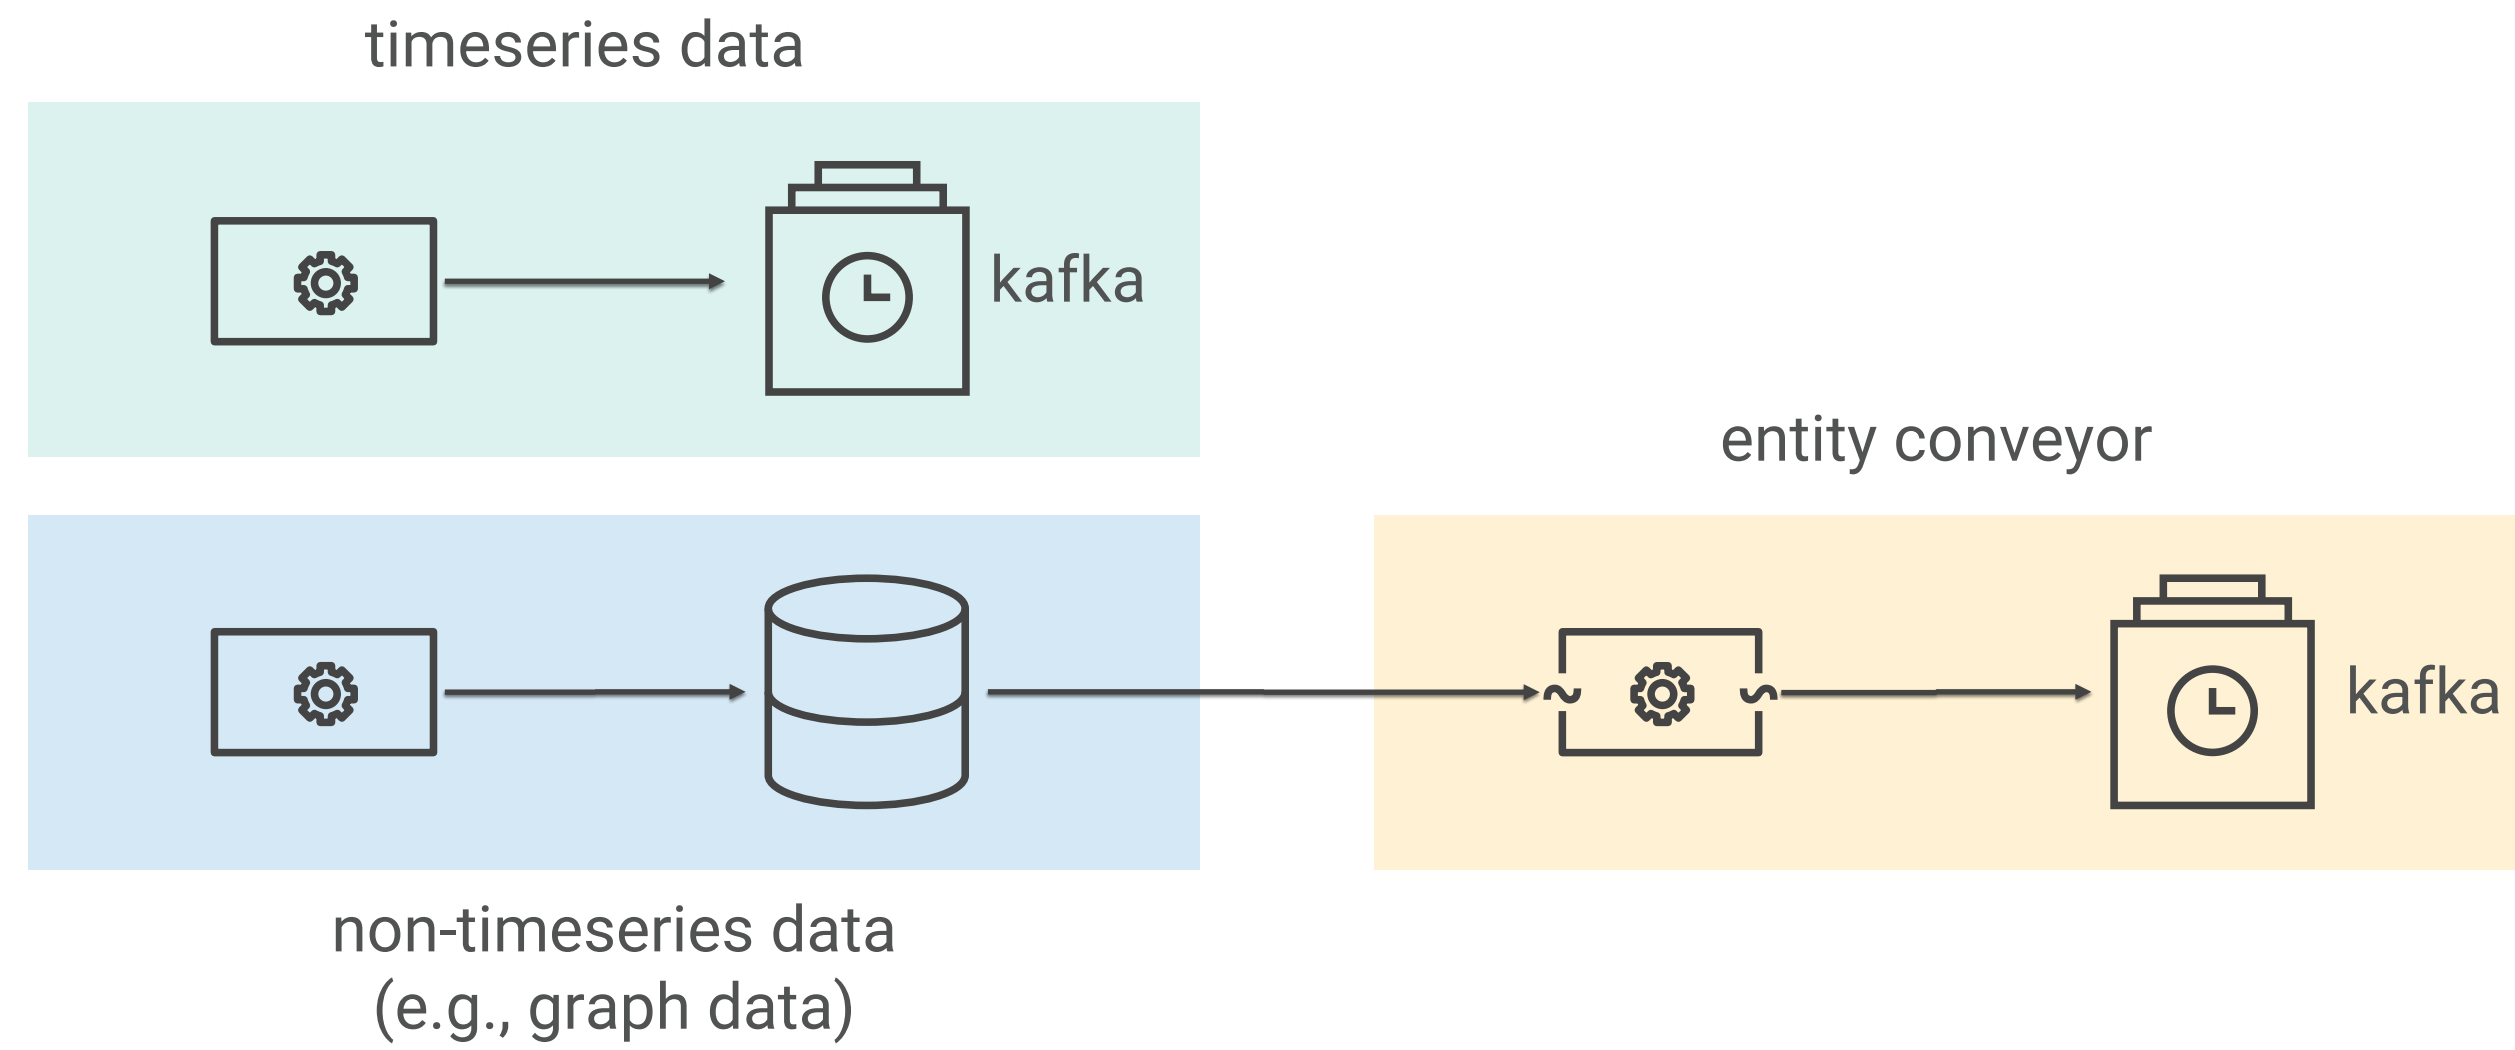 timeseries data
kafka
entity conveyor
kafka
non-timeseries data
(e.g., graph data)